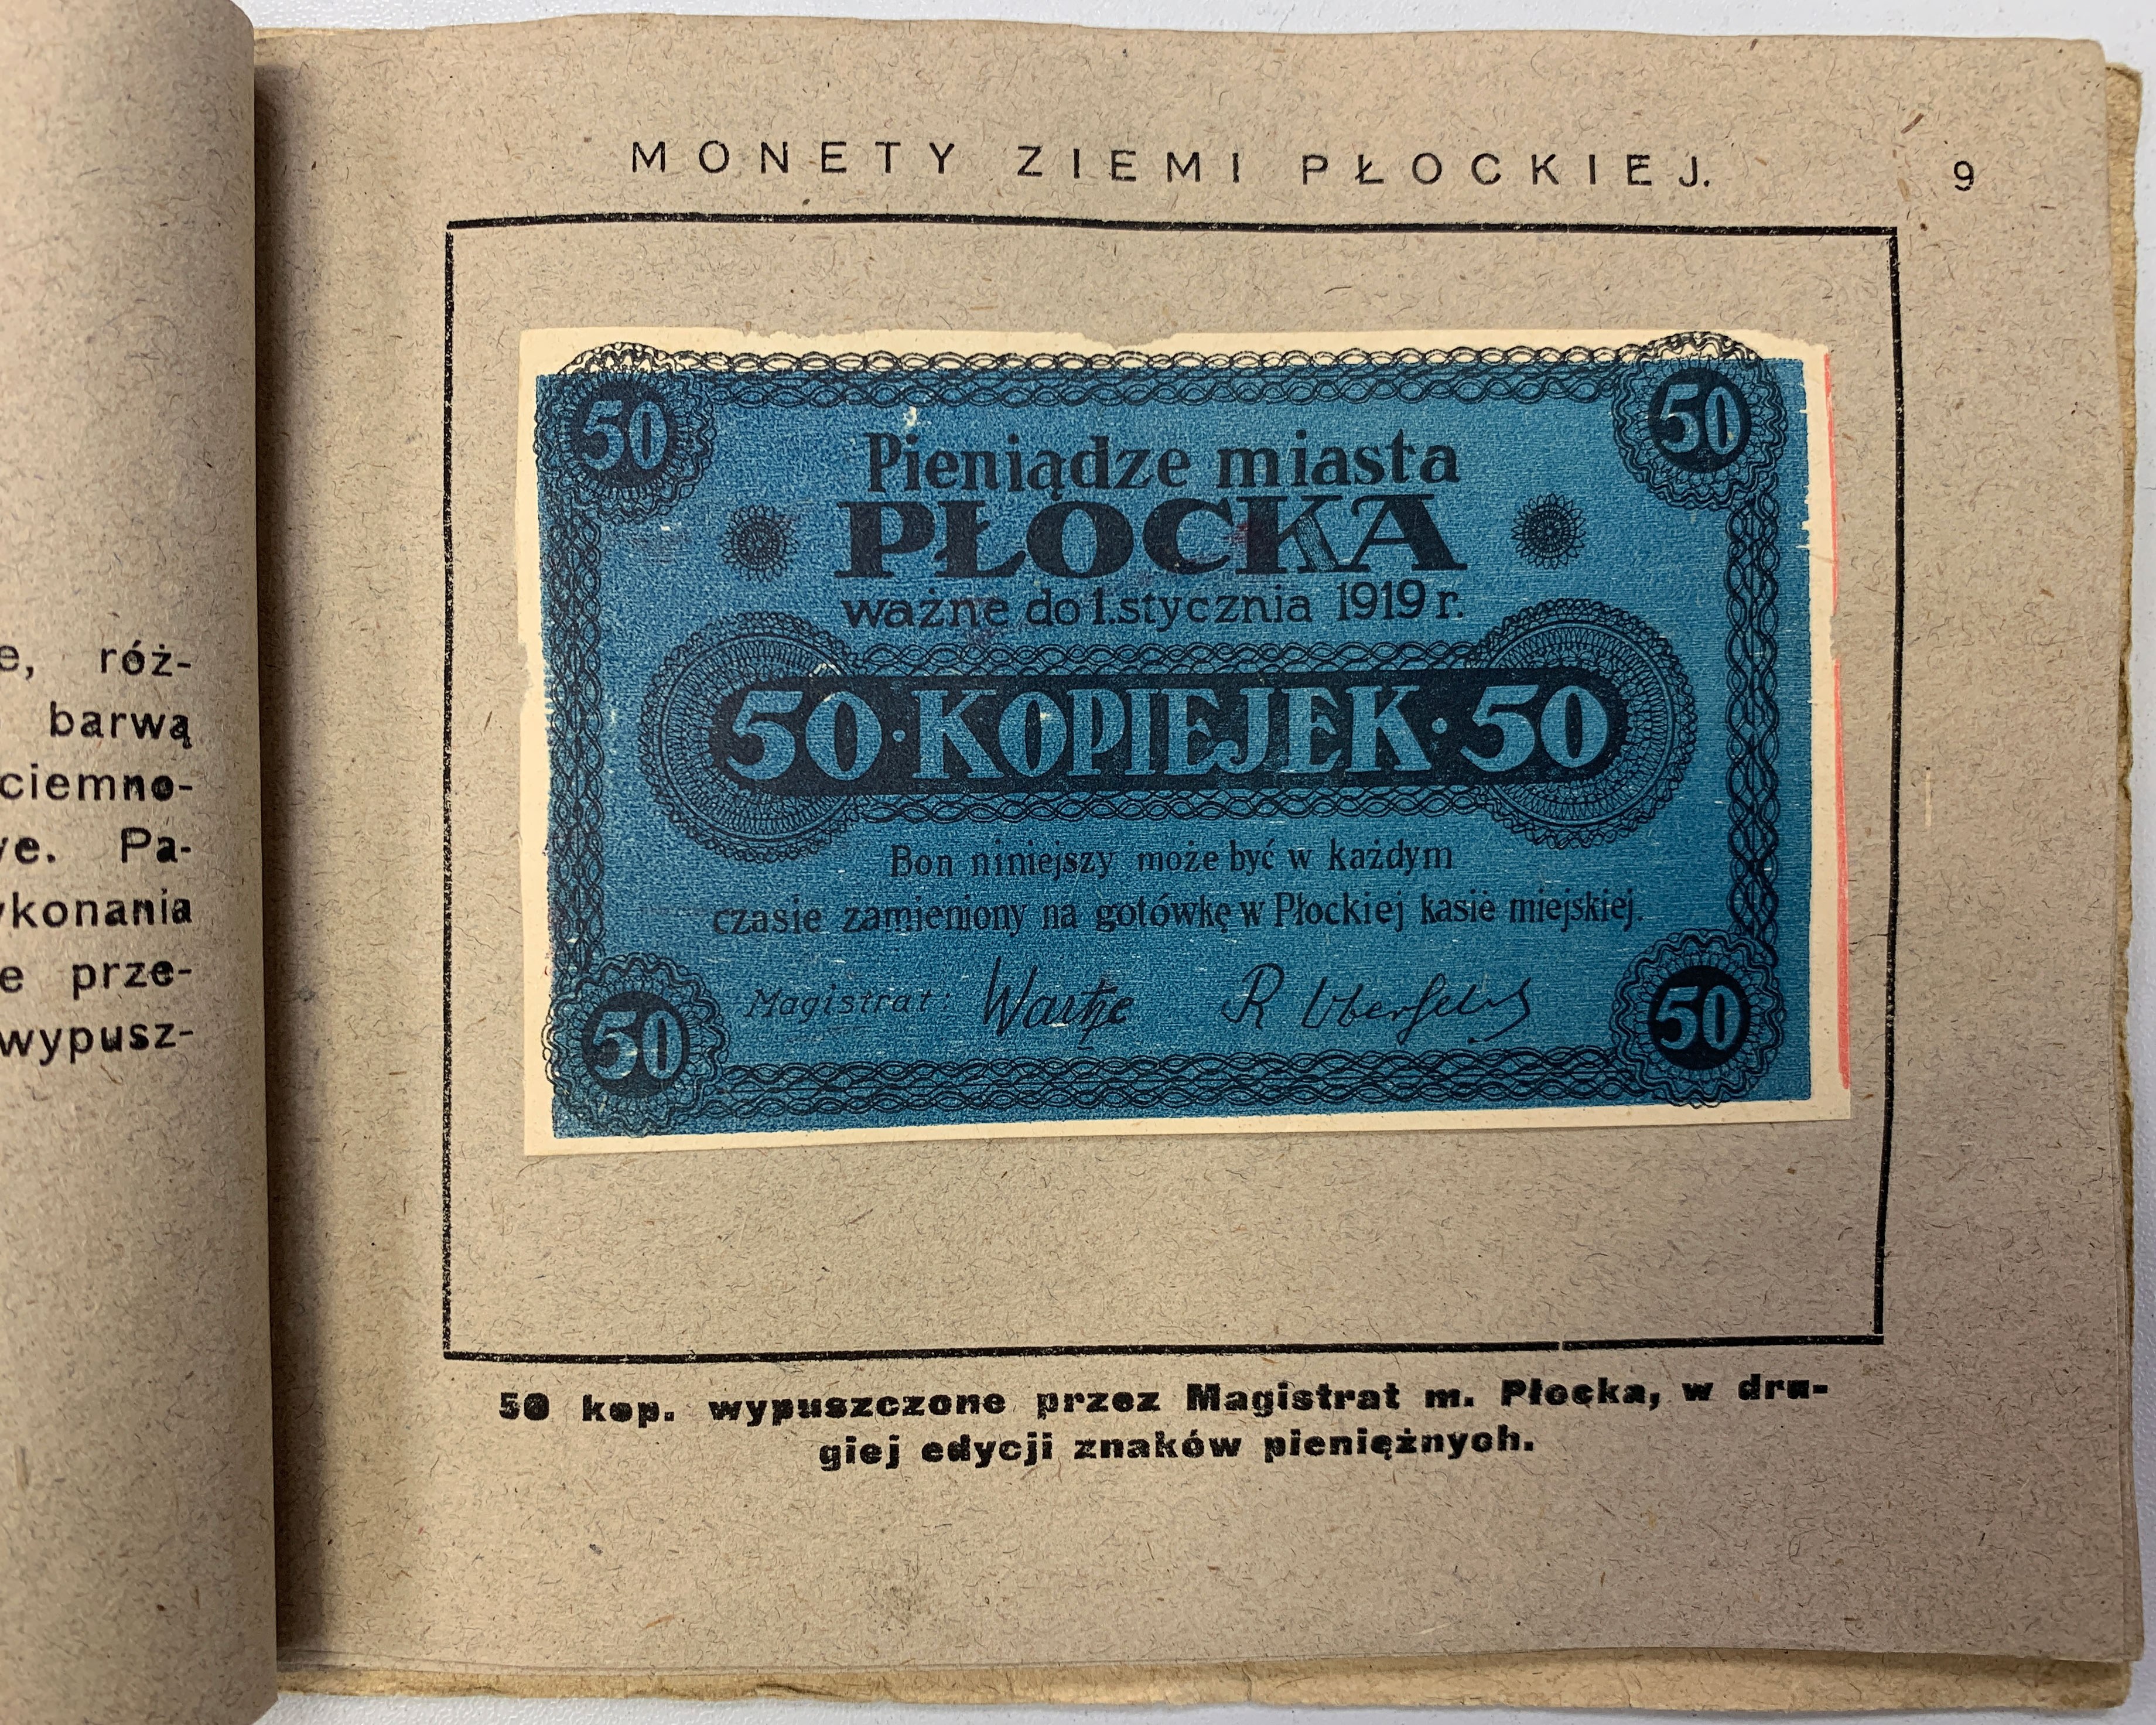 róż-
barwą
ciemno-
Pa-
prze-
wypusz-
MONETY ZIEMI PŁOCKIEJ.
9
50
50
Pieniądze miasta
PŁOCKA
ważne do 1. stycznia 1919 r.
50 · KOPIEJEK · 50
Bon niniejszy może być w każdym
czasie zamieniony na gotówkę w Płockiej kasie miejskiej.
Magistrat:
50
50
50 kop. wypuszczone przez Magistrat m. Płocka, w dru-
giej edycji znaków pieniężnych.